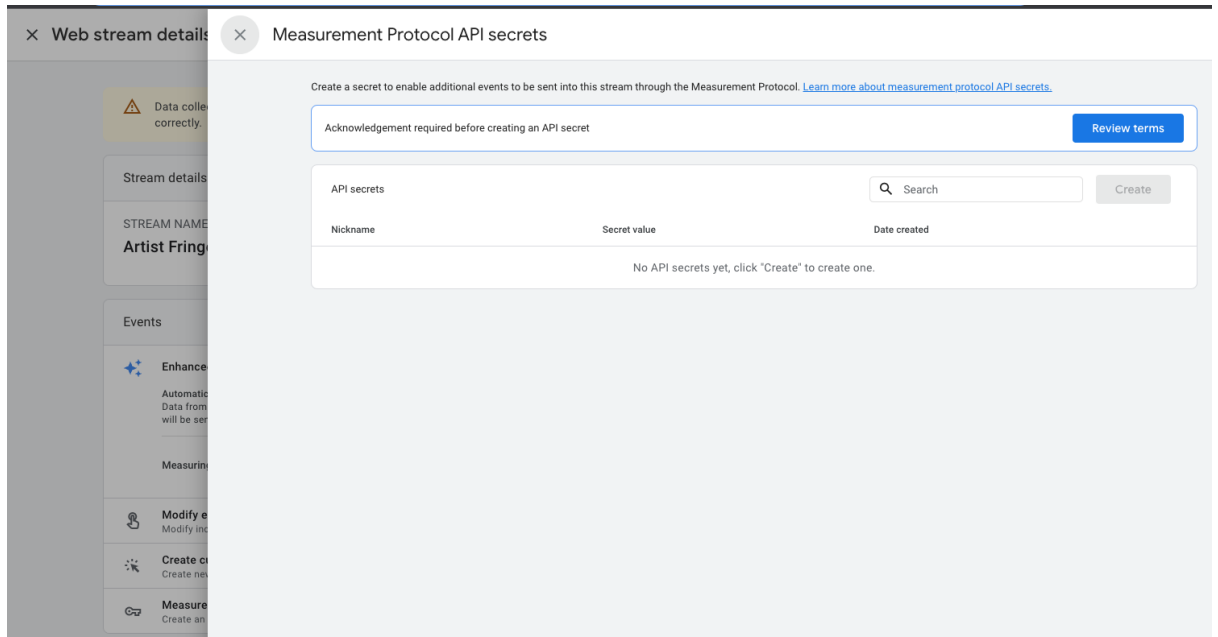 Web stream details
Measurement Protocol API secrets
Create a secret to enable additional events to be sent into this stream through the Measurement Protocol. Learn more about measurement protocol API secrets.
Data colle
correctly.
Acknowledgement required before creating an API secret
Review terms
Stream details
API secrets
Search
Create
STREAM NAME
Artist Fring
Nickname
Secret value
Date created
No API secrets yet, click "Create" to create one.
Events
Enhance
Automatic
Data from
will be ser
Measuring
Modify e
Modify inc
Create c
Create nev
Measure
Create an